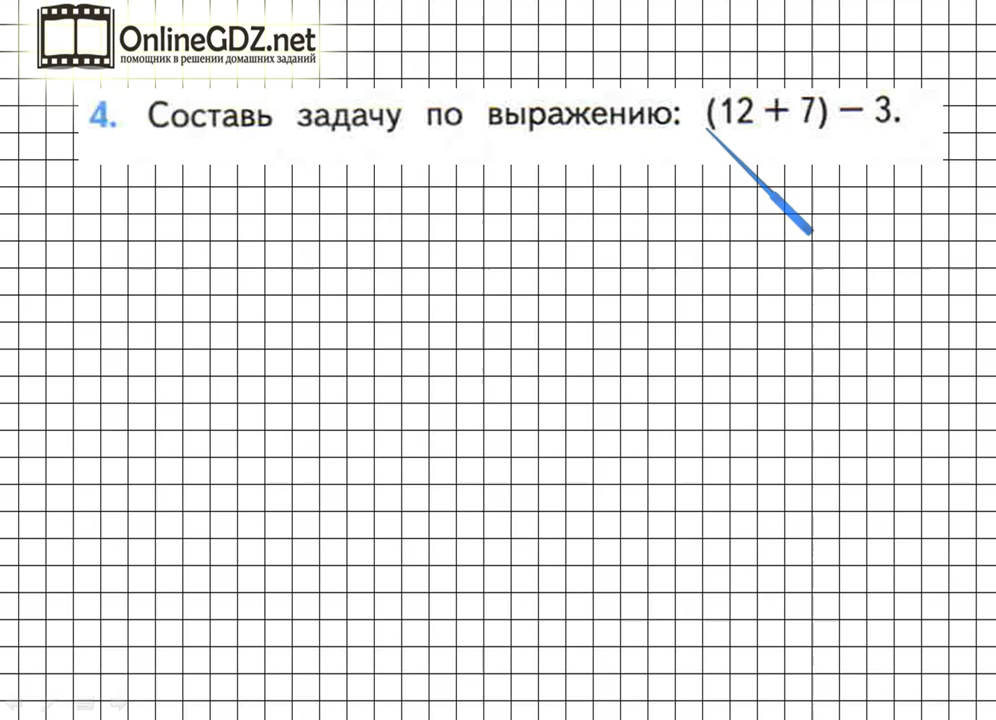 OnlineGDZ.net
помощник в решении домашних заданий
4. Составь задачу по выражению: (12 + 7) − 3.